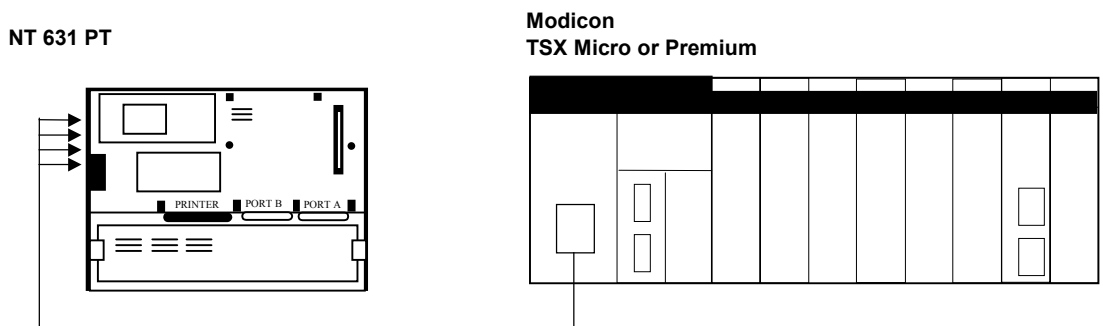 NT 631 PT
Modicon
TSX Micro or Premium
PRINTER PORT B PORT A